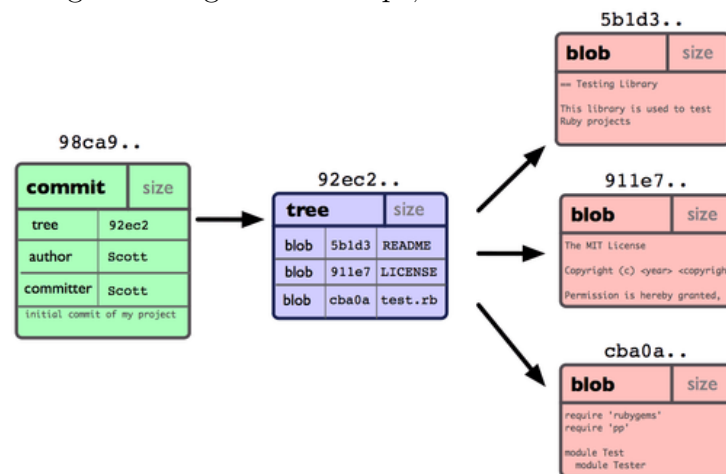 5b1d3..
blob size
== Testing Library
This library is used to test
Ruby projects
98ca9..
commit size
tree 92ec2
author Scott
committer Scott
initial commit of my project
92ec2..
tree size
blob 5b1d3 README
blob 911e7 LICENSE
blob cba0a test.rb
911e7..
blob size
The MIT License
Copyright (c) <year> <copyrigh
Permission is hereby granted,
cba0a..
blob size
require 'rubygems'
require 'pp'
module Test
module Tester